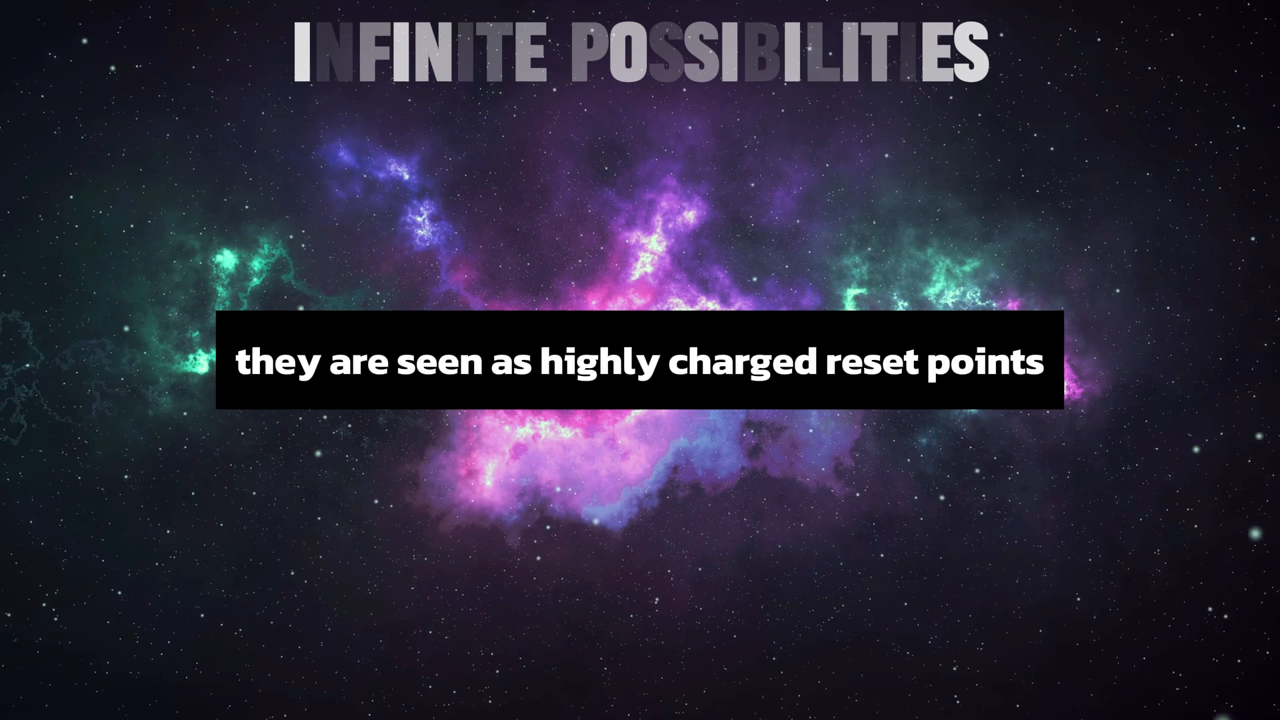 INFINITE POSSIBILITIES
they are seen as highly charged reset points